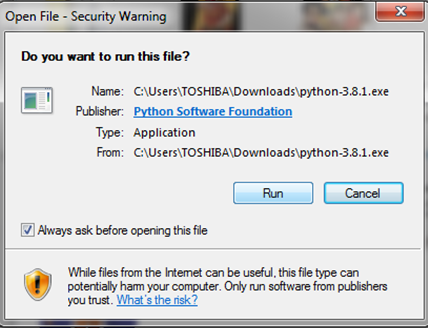 Open File - Security Warning
Do you want to run this file?
Name: C:\Users\TOSHIBA\Downloads\python-3.8.1.exe
Publisher: Python Software Foundation
Type: Application
From: C:\Users\TOSHIBA\Downloads\python-3.8.1.exe
Run Cancel
Always ask before opening this file
While files from the Internet can be useful, this file type can
potentially harm your computer. Only run software from publishers
you trust. What's the risk?